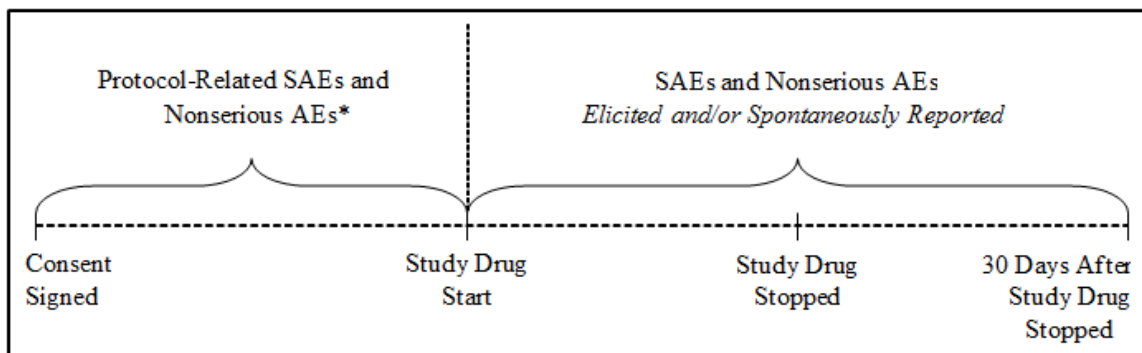 Protocol-Related SAEs and
Nonserious AEs*
SAEs and Nonserious AEs
Elicited and/or Spontaneously Reported
Consent
Signed
Study Drug
Start
Study Drug
Stopped
30 Days After
Study Drug
Stopped